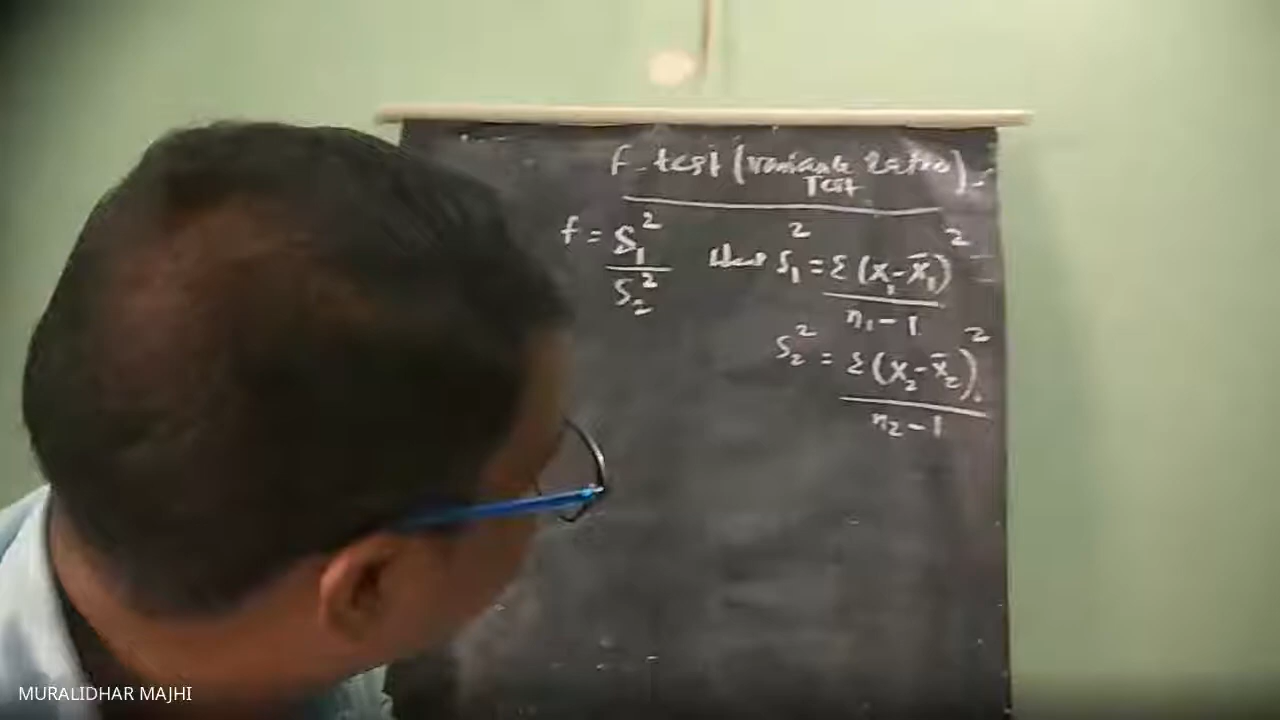 f-test (variance Ratio)
Test
f = S₁² / S₂²
S₁² = Σ(x₁ - x̄₁)² / n₁ - 1
S₂² = Σ(x₂ - x̄₂)² / n₂ - 1
MURALIDHAR MAJHI